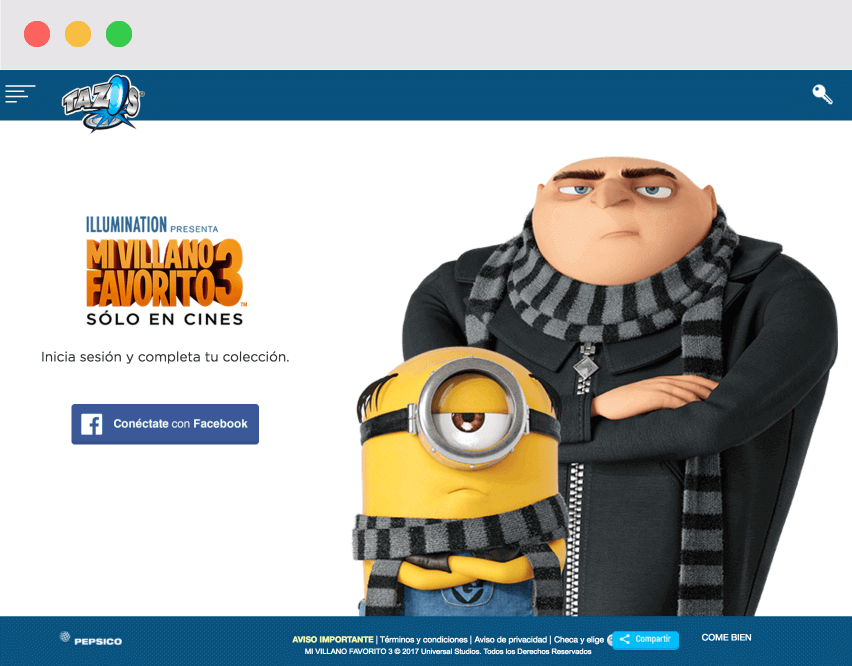 TAZOS
ILLUMINATION PRESENTA
MI VILLANO
FAVORITO 3
™
SÓLO EN CINES
Inicia sesión y completa tu colección.
Conéctate con Facebook
PEPSICO
AVISO IMPORTANTE | Términos y condiciones | Aviso de privacidad | Checa y elige
Compartir
COME BIEN
MI VILLANO FAVORITO 3 © 2017 Universal Studios. Todos los Derechos Reservados